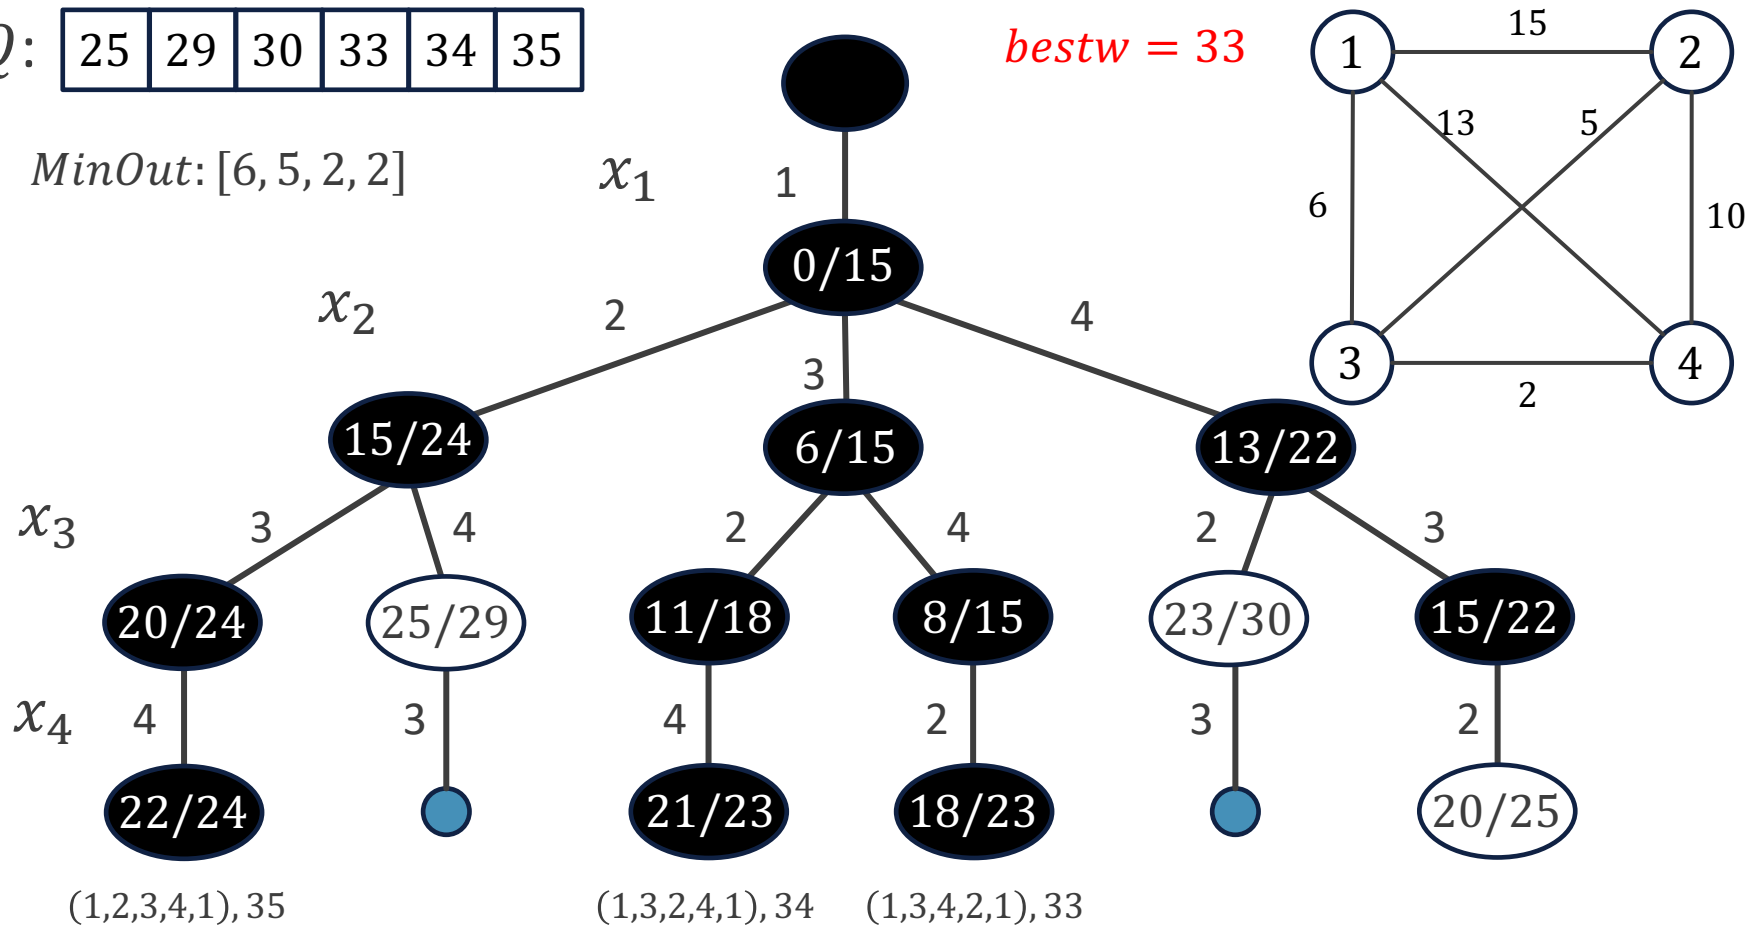 Q: 25 29 30 33 34 35
bestw = 33
MinOut: [6, 5, 2, 2]
1 15 2
13 5
6 10
3 2 4
x₁ 1
0/15
x₂ 2 3 4
15/24 6/15 13/22
x₃ 3 4 2 4 2 3
20/24 25/29 11/18 8/15 23/30 15/22
x₄ 4 3 4 2 3 2
22/24 21/23 18/23 20/25
(1,2,3,4,1), 35 (1,3,2,4,1), 34 (1,3,4,2,1), 33